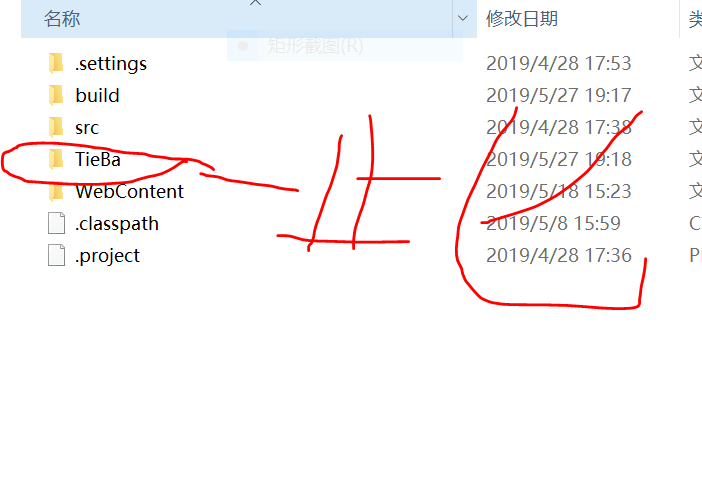 名称 修改日期 类
矩形截图(R)
.settings 2019/4/28 17:53 文
build 2019/5/27 19:17 文
src 2019/4/28 17:38 文
TieBa 2019/5/27 19:18 文
WebContent 2019/5/18 15:23 文
.classpath 2019/5/8 15:59 C
.project 2019/4/28 17:36 PI